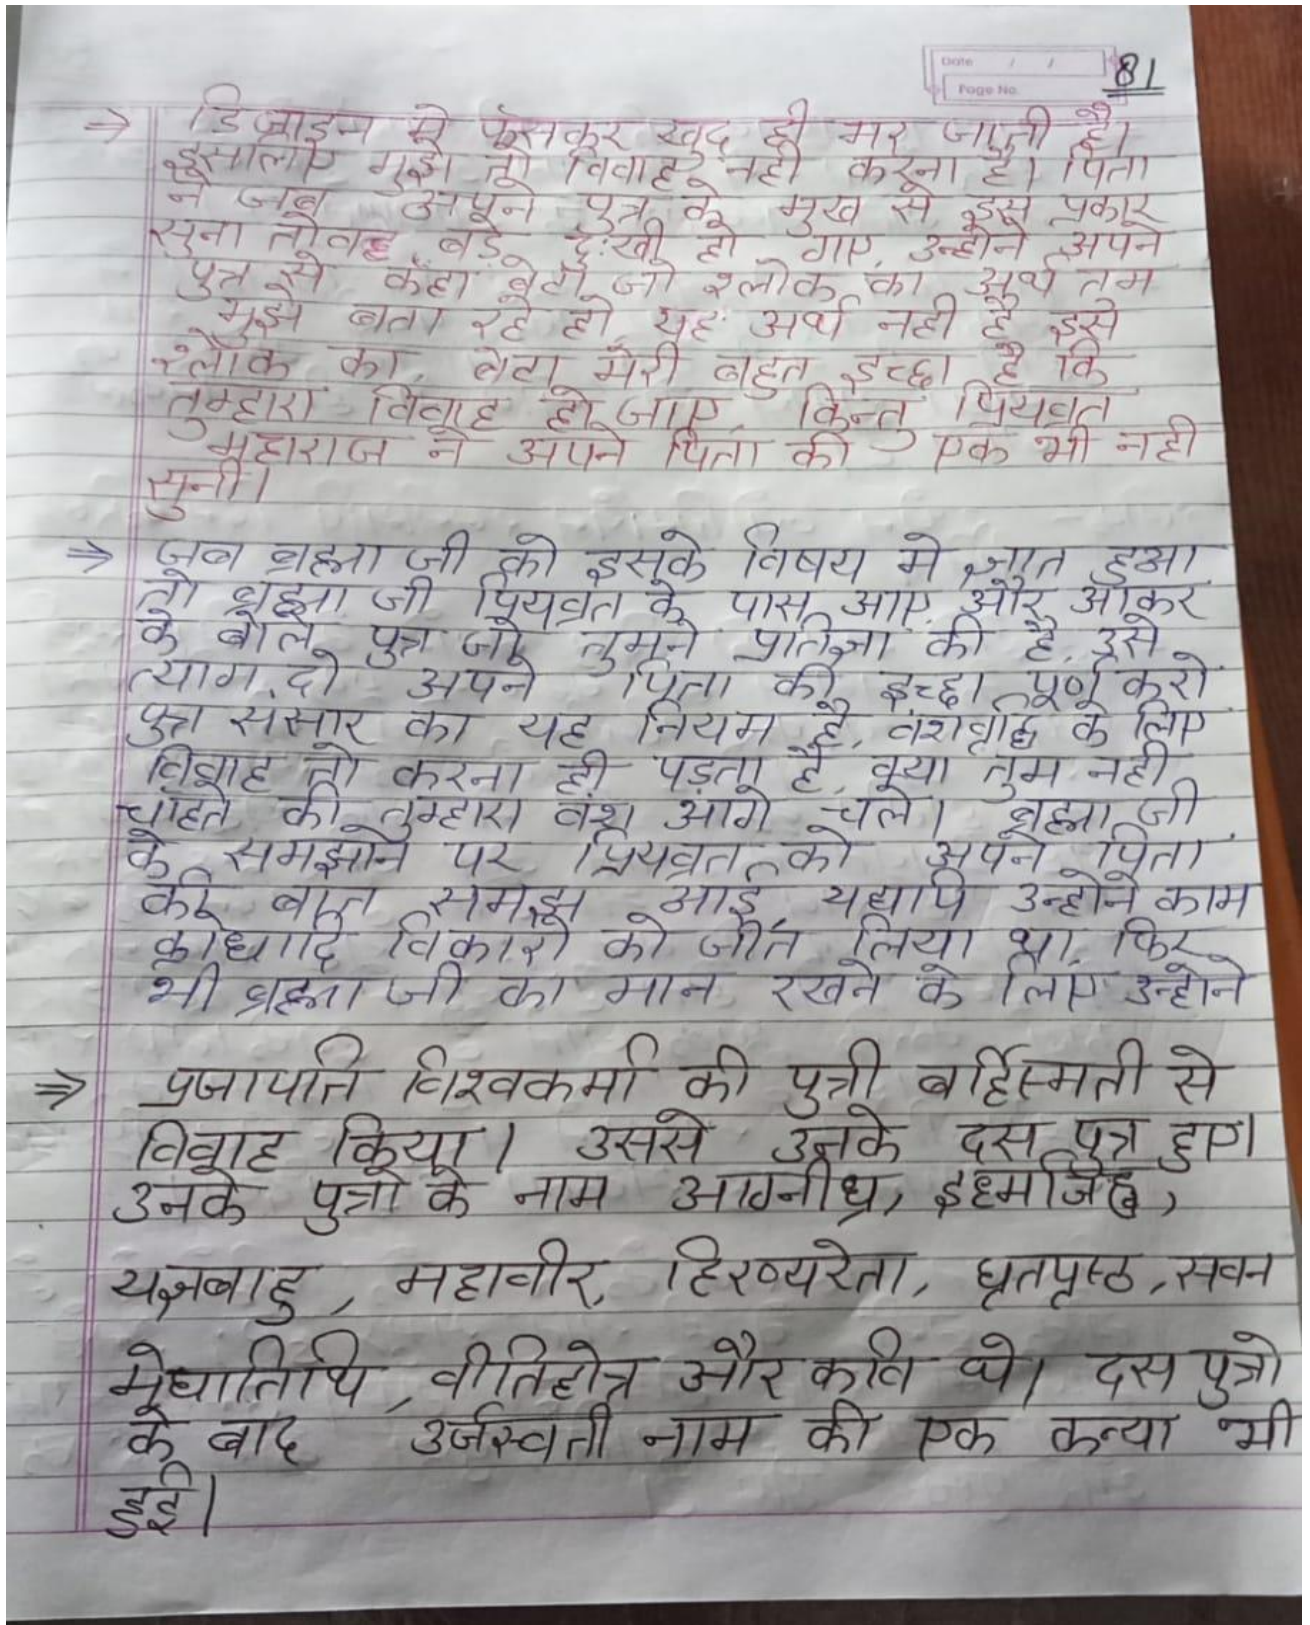 Date / /
Page No.
81
⇒ डिजाइन मे फंसकर खुद ही मर जाती है।
इसलिए मुझे तो विवाह नही करना है। पिता
ने जब अपने पुत्र के मुख से इस प्रकार
सुना तो वह बड़े दुःखी हो गए, उन्होने अपने
पुत्र से कहा बेटा जो श्लोक का अर्थ तुम
मुझे बता रहे हो, यह अर्थ नही है इस
श्लोक का, बेटा मेरी बहुत इच्छा है कि
तुम्हारा विवाह हो जाए, किन्तु प्रियव्रत
महाराज ने अपने पिता की एक भी नही
सुनी।
⇒ जब ब्रह्मा जी को इसके विषय मे ज्ञात हुआ
तो ब्रह्मा जी प्रियव्रत के पास आए, और आकर
के बोले पुत्र जो तुमने प्रतिज्ञा की है, उसे
त्याग दो अपने पिता की इच्छा पूर्ण करो
पुत्र संसार का यह नियम है, वंशवृद्धि के लिए
विवाह तो करना ही पड़ता है, क्या तुम नही
चाहते की तुम्हारा वंश आगे चले। ब्रह्मा जी
के समझाने पर प्रियव्रत को अपने पिता
की बात समझ आई, यद्यपि उन्होने काम
क्रोधादि विकारो को जीत लिया था, फिर
भी ब्रह्मा जी का मान रखने के लिए उन्होने
⇒ प्रजापति विश्वकर्मा की पुत्री बर्हिस्मती से
विवाह किया। उससे उनके दस पुत्र हुए।
उनके पुत्रो के नाम आग्नीध्र, इध्मजिह्व,
यज्ञबाहु, महावीर, हिरण्यरेता, घृतपृष्ठ, सवन
मेधातिथि, वीतिहोत्र और कवि थे। दस पुत्रो
के बाद उर्जस्वती नाम की एक कन्या भी
हुई।